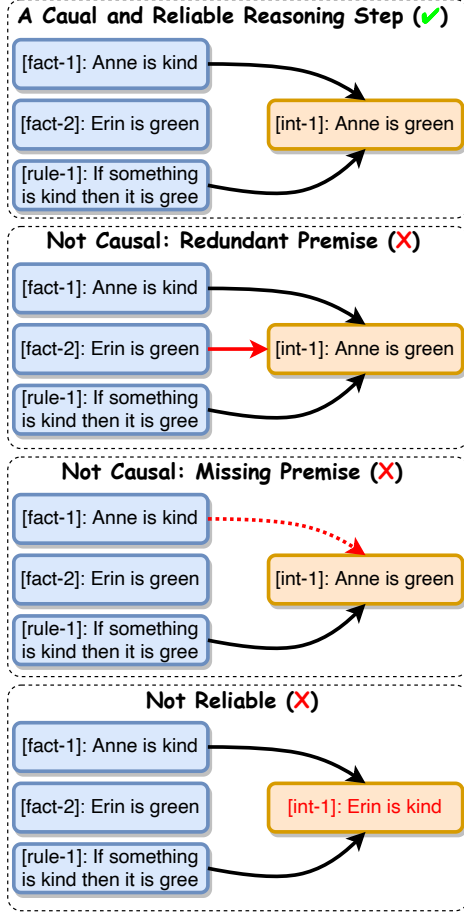 A Caual and Reliable Reasoning Step (✔)
[fact-1]: Anne is kind
[fact-2]: Erin is green
[int-1]: Anne is green
[rule-1]: If something
is kind then it is gree
Not Causal: Redundant Premise (X)
[fact-1]: Anne is kind
[fact-2]: Erin is green
[int-1]: Anne is green
[rule-1]: If something
is kind then it is gree
Not Causal: Missing Premise (X)
[fact-1]: Anne is kind
[fact-2]: Erin is green
[int-1]: Anne is green
[rule-1]: If something
is kind then it is gree
Not Reliable (X)
[fact-1]: Anne is kind
[fact-2]: Erin is green
[int-1]: Erin is kind
[rule-1]: If something
is kind then it is gree